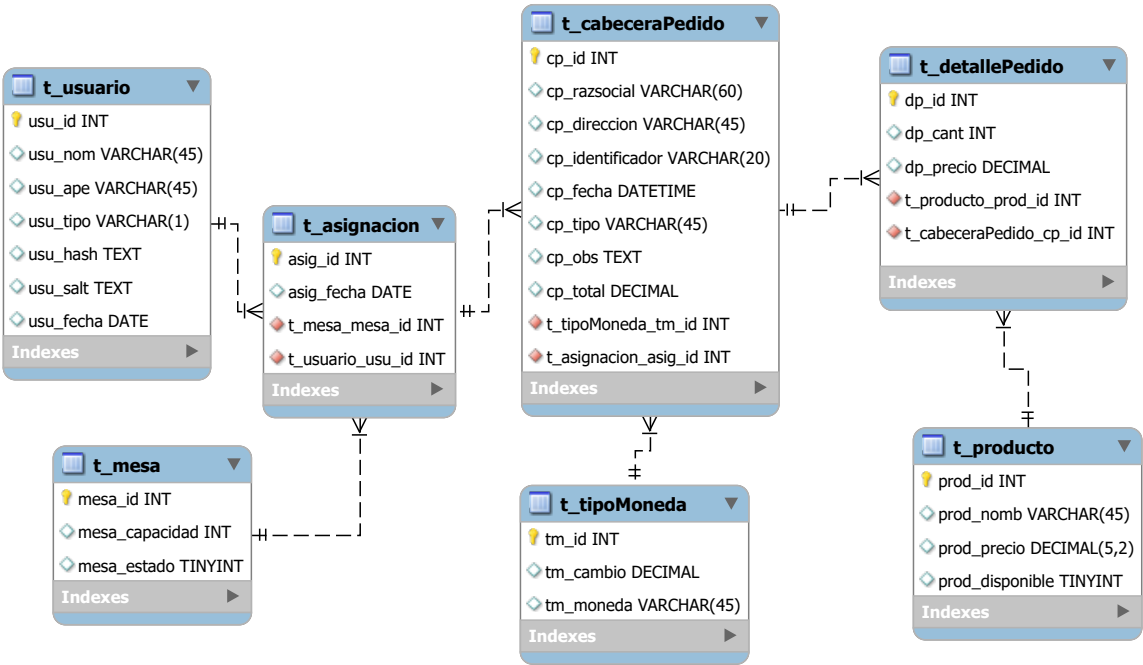 t_usuario
usu_id INT
usu_nom VARCHAR(45)
usu_ape VARCHAR(45)
usu_tipo VARCHAR(1)
usu_hash TEXT
usu_salt TEXT
usu_fecha DATE
Indexes
t_asignacion
asig_id INT
asig_fecha DATE
t_mesa_mesa_id INT
t_usuario_usu_id INT
Indexes
t_mesa
mesa_id INT
mesa_capacidad INT
mesa_estado TINYINT
Indexes
t_cabeceraPedido
cp_id INT
cp_razsocial VARCHAR(60)
cp_direccion VARCHAR(45)
cp_identificador VARCHAR(20)
cp_fecha DATETIME
cp_tipo VARCHAR(45)
cp_obs TEXT
cp_total DECIMAL
t_tipoMoneda_tm_id INT
t_asignacion_asig_id INT
Indexes
t_tipoMoneda
tm_id INT
tm_cambio DECIMAL
tm_moneda VARCHAR(45)
Indexes
t_detallePedido
dp_id INT
dp_cant INT
dp_precio DECIMAL
t_producto_prod_id INT
t_cabeceraPedido_cp_id INT
Indexes
t_producto
prod_id INT
prod_nomb VARCHAR(45)
prod_precio DECIMAL(5,2)
prod_disponible TINYINT
Indexes